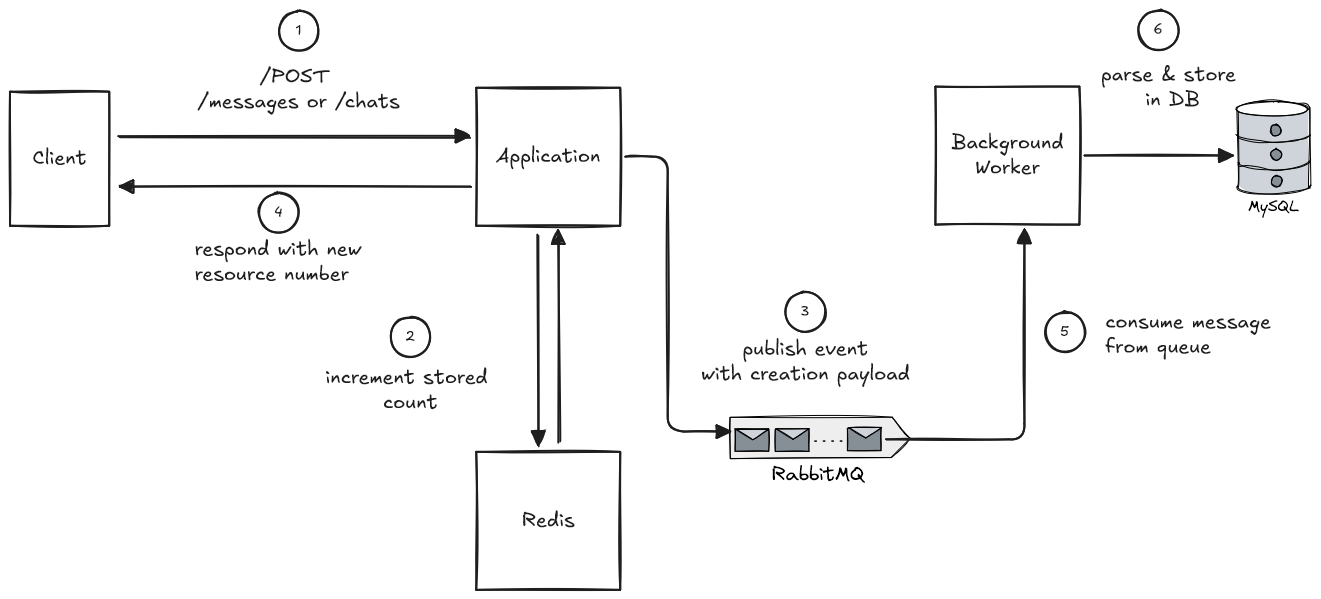 1
/POST
/messages or /chats
Client
Application
4
respond with new
resource number
2
increment stored
count
Redis
3
publish event
with creation payload
RabbitMQ
Background
Worker
5
consume message
from queue
6
parse & store
in DB
MySQL